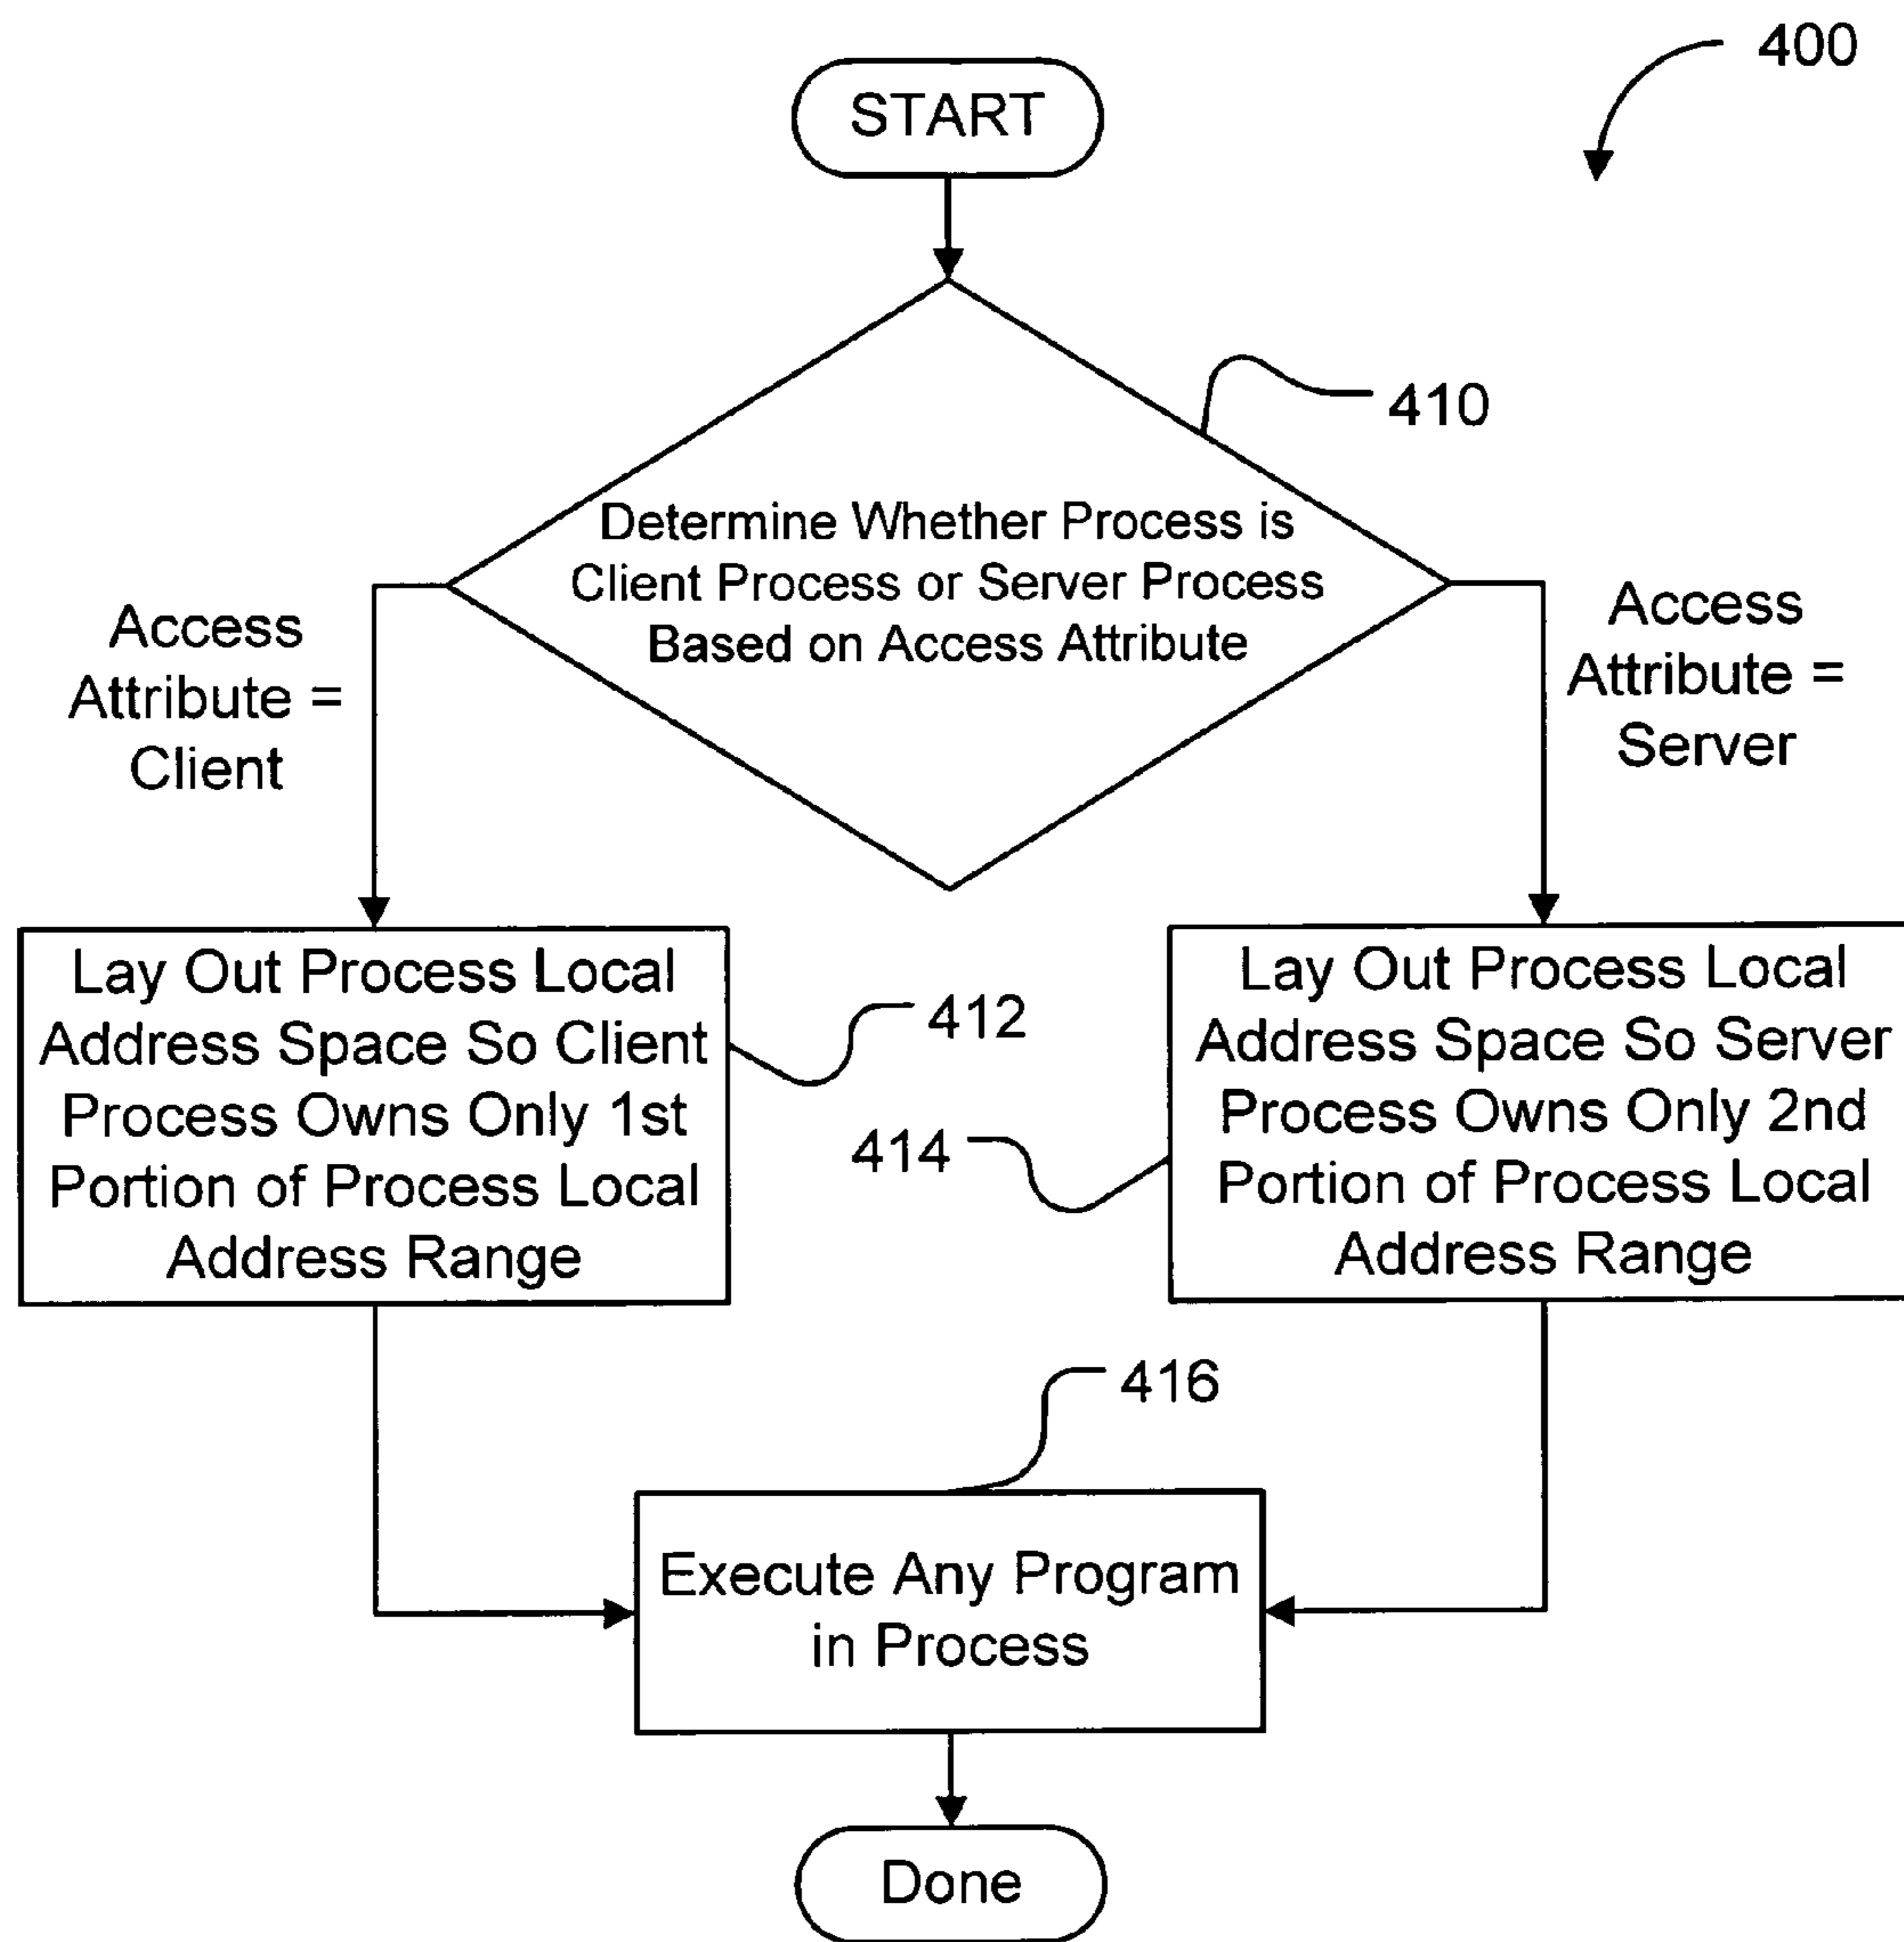 400
START
410
Determine Whether Process is
Client Process or Server Process
Based on Access Attribute
Access
Attribute =
Client
Access
Attribute =
Server
Lay Out Process Local
Address Space So Client
Process Owns Only 1st
Portion of Process Local
Address Range
412
Lay Out Process Local
Address Space So Server
Process Owns Only 2nd
Portion of Process Local
Address Range
414
416
Execute Any Program
in Process
Done